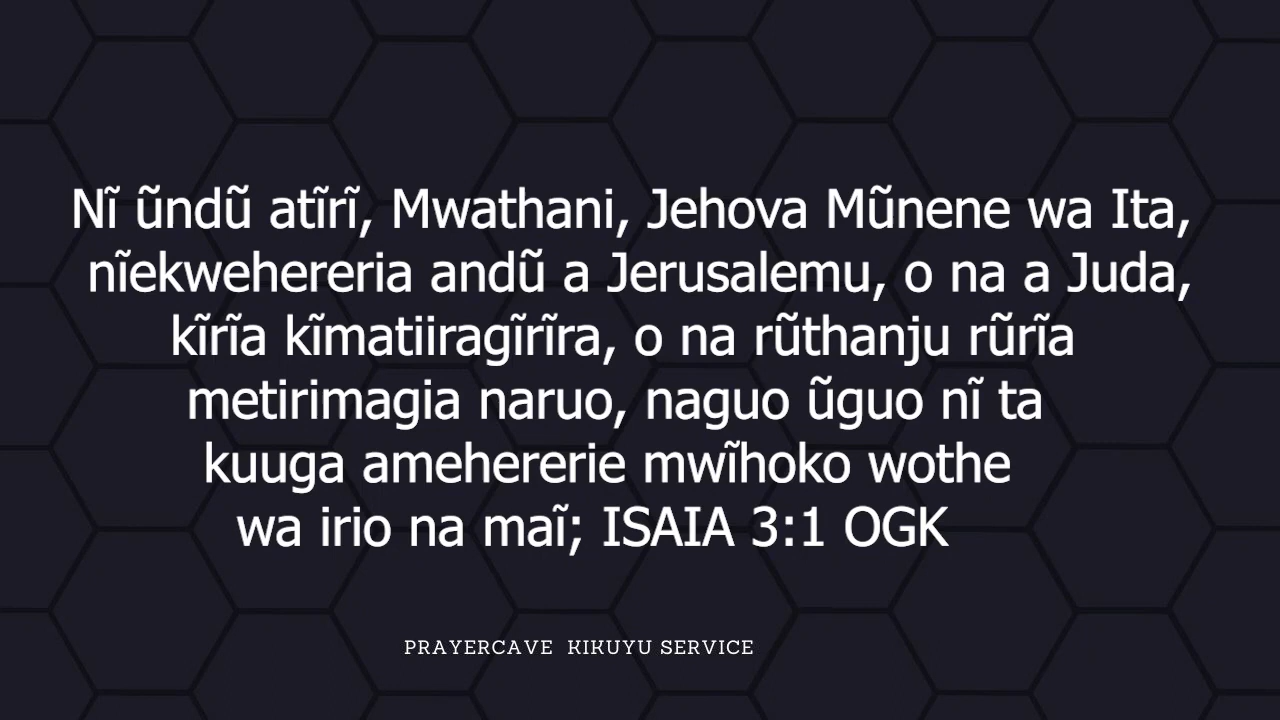 Nĩ ũndũ atĩrĩ, Mwathani, Jehova Mũnene wa Ita,
nĩekwehereria andũ a Jerusalemu, o na a Juda,
kĩrĩa kĩmatiiragĩrĩra, o na rũthanju rũrĩa
metirimagia naruo, naguo ũguo nĩ ta
kuuga amehererie mwĩhoko wothe
wa irio na maĩ; ISAIA 3:1 OGK
PRAYERCAVE KIKUYU SERVICE